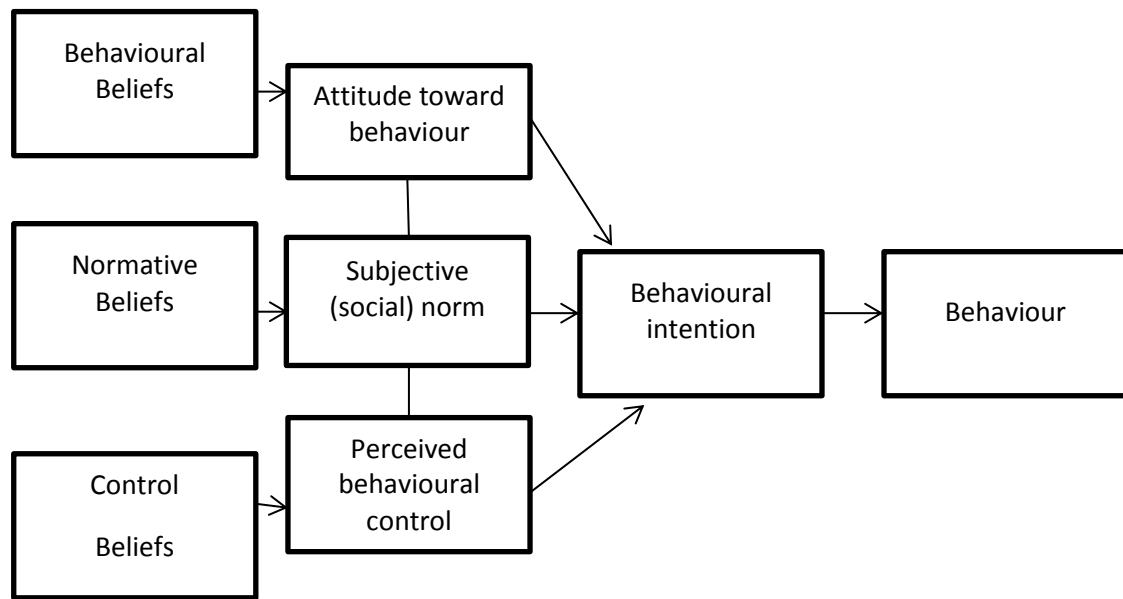 Behavioural
Beliefs
Attitude toward
behaviour
Normative
Beliefs
Subjective
(social) norm
Behavioural
intention
Behaviour
Control
Beliefs
Perceived
behavioural
control